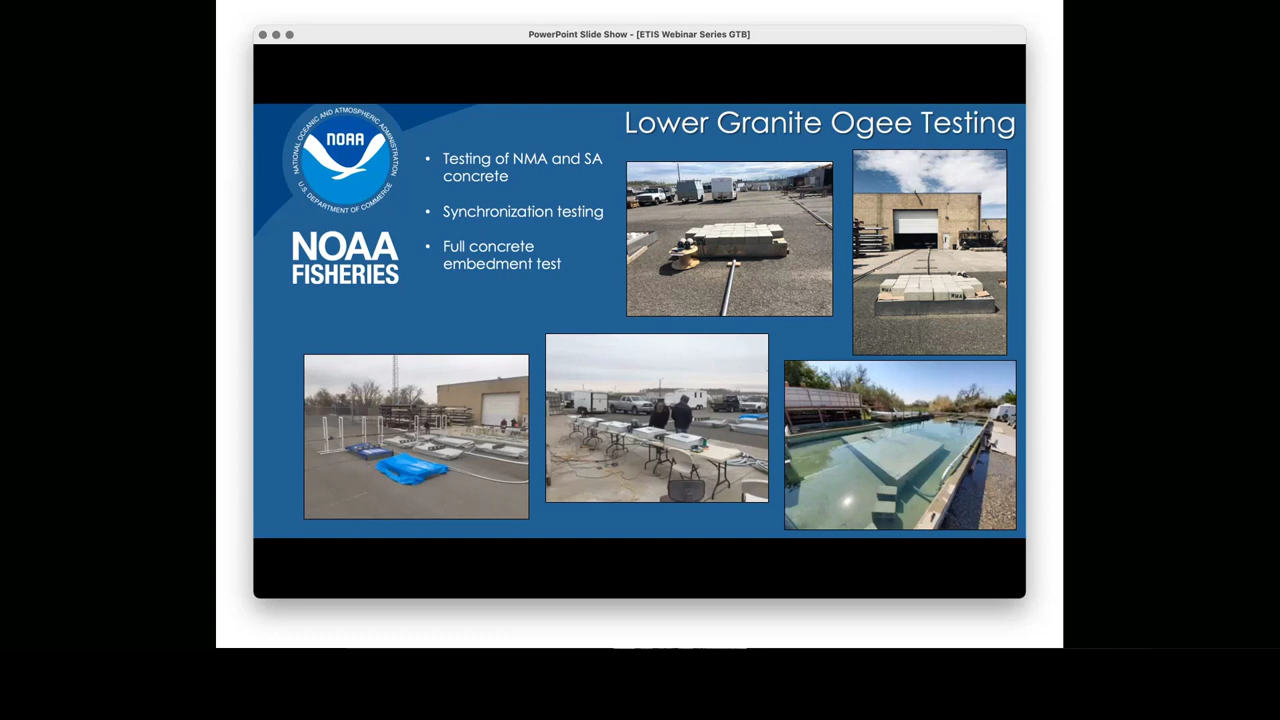 PowerPoint Slide Show - [ETIS Webinar Series GTB]
Lower Granite Ogee Testing
NATIONAL OCEANIC AND ATMOSPHERIC ADMINISTRATION
NOAA
U.S. DEPARTMENT OF COMMERCE
NOAA
FISHERIES
• Testing of NMA and SA
concrete
• Synchronization testing
• Full concrete
embedment test